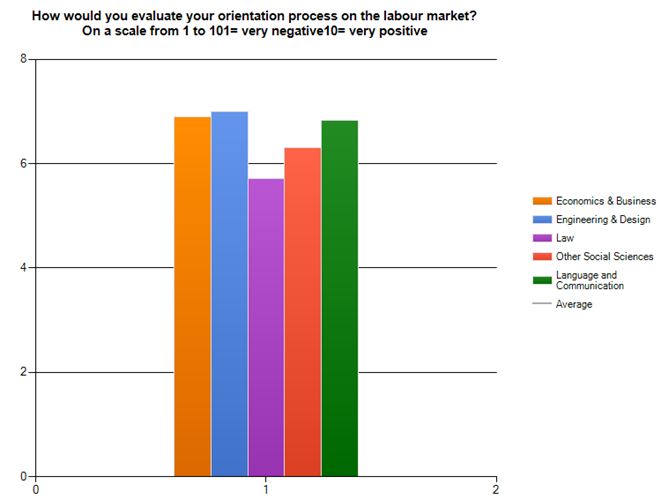 How would you evaluate your orientation process on the labour market?
On a scale from 1 to 101= very negative10= very positive
8
6
4
2
0
0
1
2
Economics & Business
Engineering & Design
Law
Other Social Sciences
Language and
Communication
Average